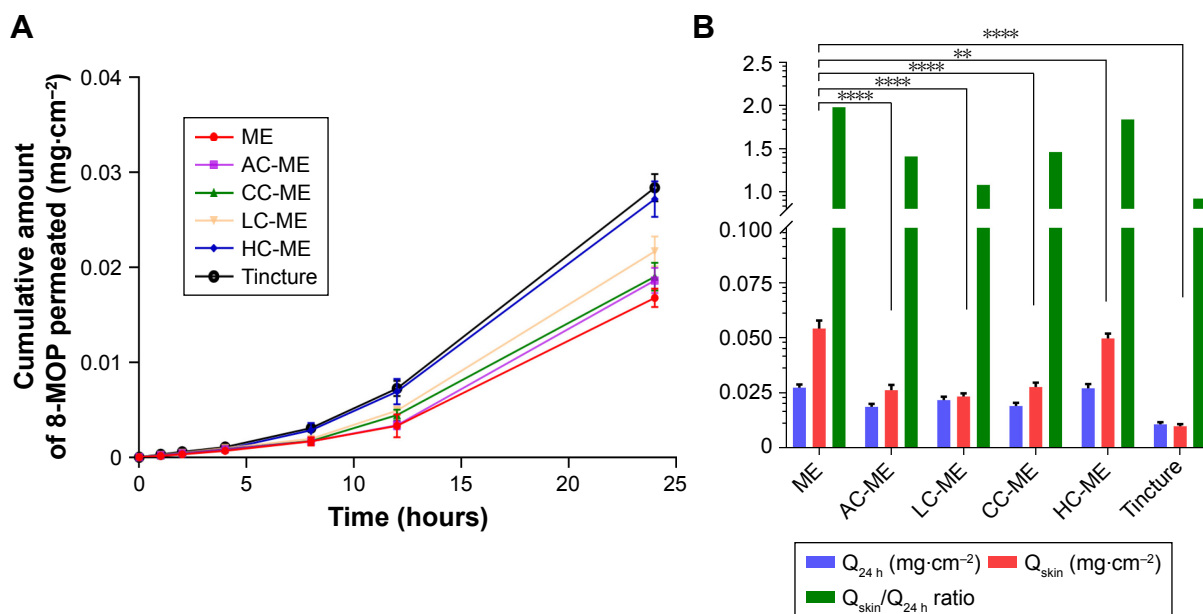 A
Cumulative amount
of 8-MOP permeated (mg·cm⁻²)
0.04
0.03
0.02
0.01
0
ME
AC-ME
CC-ME
LC-ME
HC-ME
Tincture
0 5 10 15 20 25
Time (hours)
B
****
**
****
****
****
2.5
2.0
1.5
1.0
0.100
0.075
0.050
0.025
0
ME AC-ME LC-ME CC-ME HC-ME Tincture
Q₂₄ ₕ (mg·cm⁻²) Qskin (mg·cm⁻²)
Qskin/Q₂₄ ₕ ratio